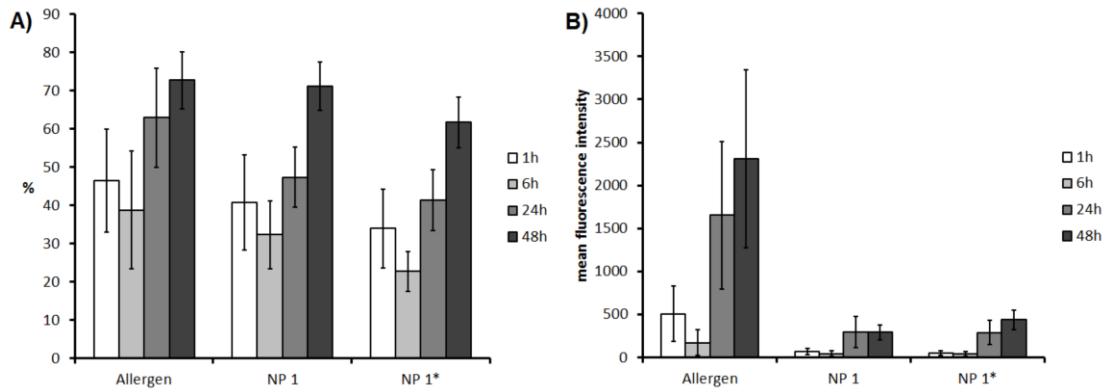 A)
90
80
70
60
50
40
30
20
10
0
%
Allergen NP 1 NP 1*
1h
6h
24h
48h
B)
4000
3500
3000
2500
2000
1500
1000
500
0
mean fluorescence intensity
Allergen NP 1 NP 1*
1h
6h
24h
48h